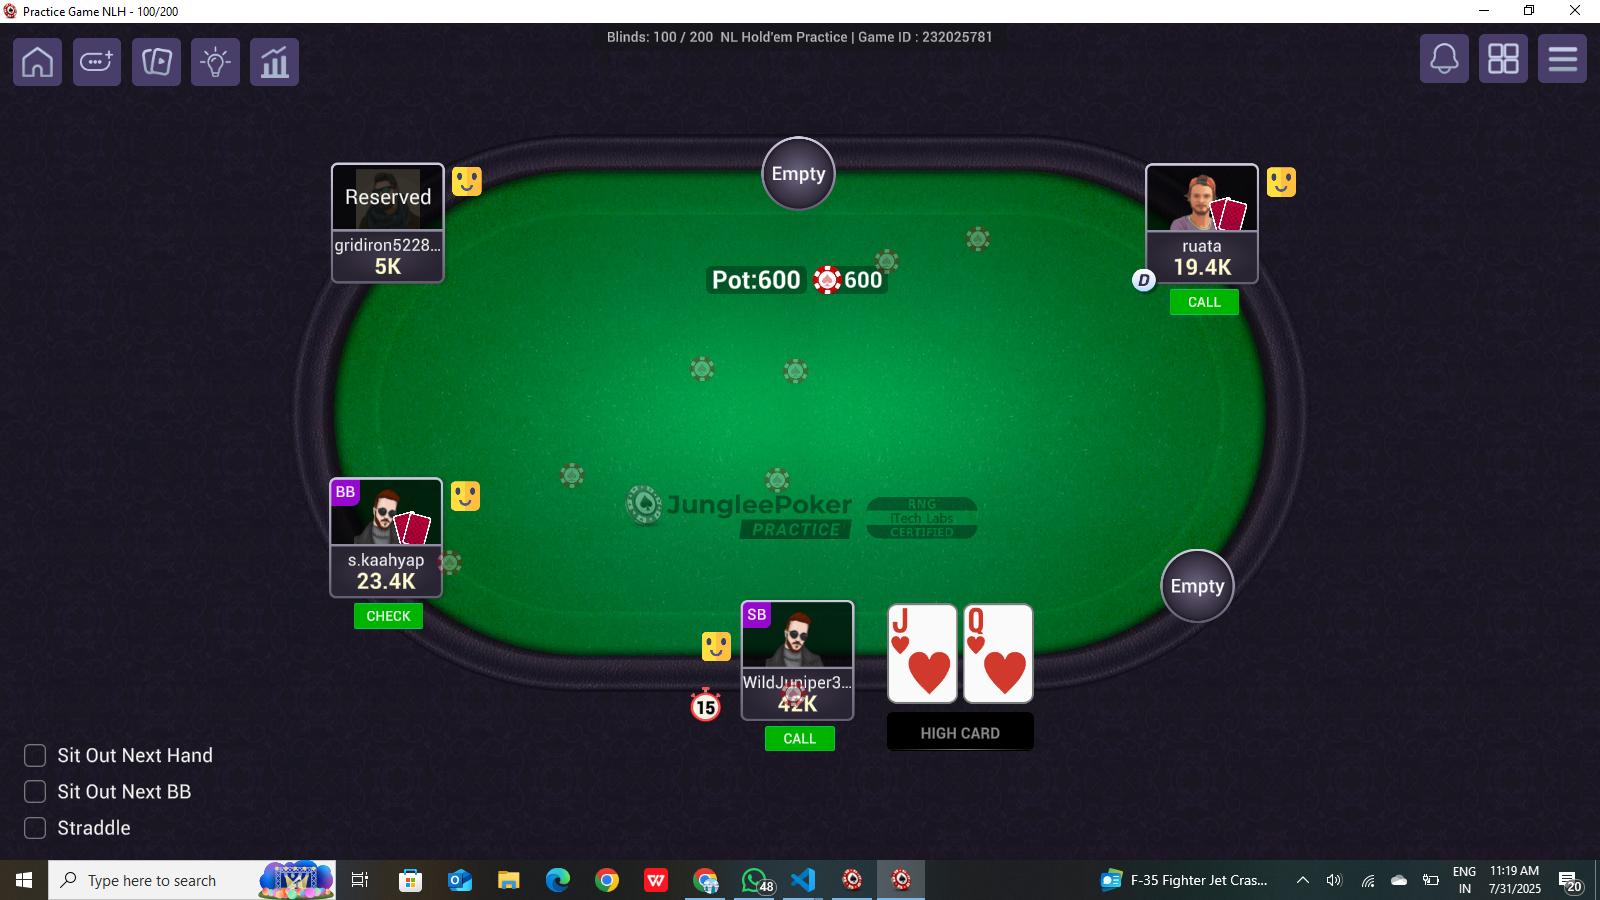 Practice Game NLH - 100/200
Blinds: 100 / 200 NL Hold'em Practice | Game ID : 232025781
Empty
Reserved
gridiron5228...
5K
ruata
19.4K
D
CALL
Pot:600
600
JungleePoker
PRACTICE
RNG
iTech Labs
CERTIFIED
BB
s.kaahyap
23.4K
CHECK
Empty
SB
WildJuniper3...
42K
15
CALL
J
Q
HIGH CARD
Sit Out Next Hand
Sit Out Next BB
Straddle
Type here to search
48
F-35 Fighter Jet Cras...
ENG
IN
11:19 AM
7/31/2025
20